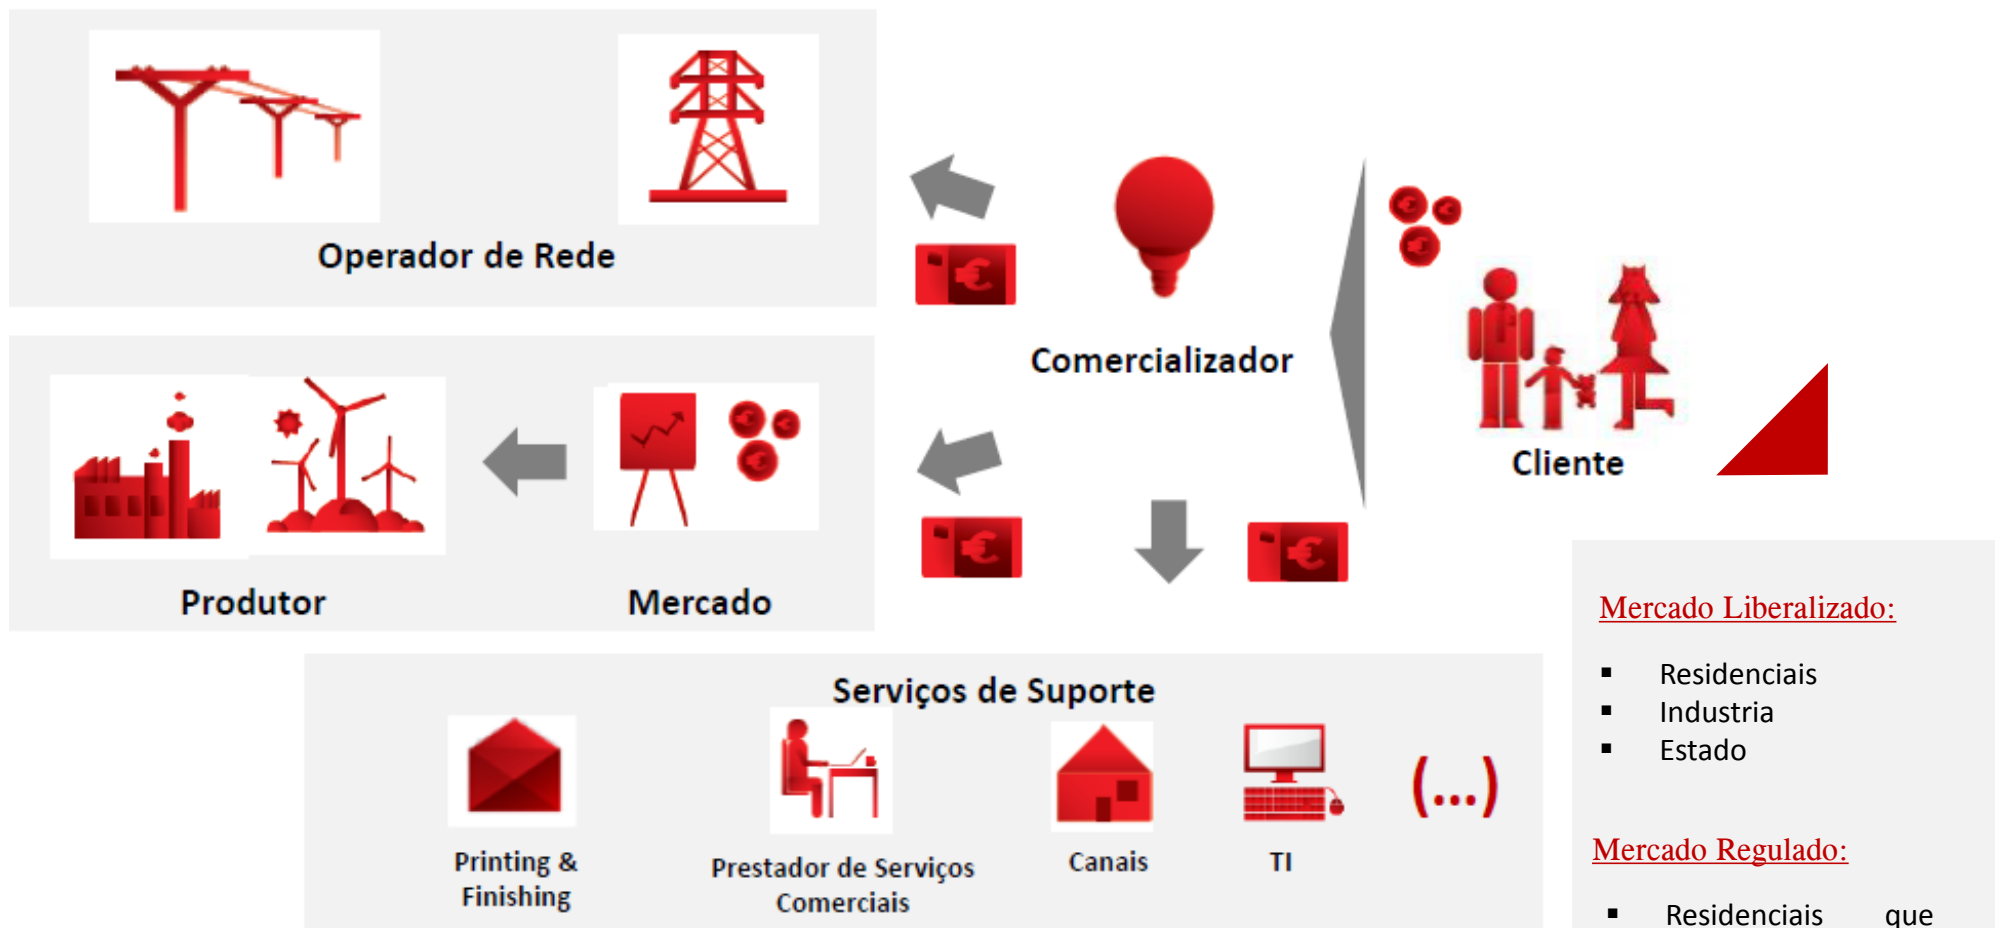 Operador de Rede
Comercializador
Cliente
Produtor
Mercado
Serviços de Suporte
Printing &
Finishing
Prestador de Serviços
Comerciais
Canais
TI
(...)
Mercado Liberalizado:
▪ Residenciais
▪ Industria
▪ Estado
Mercado Regulado:
▪ Residenciais que